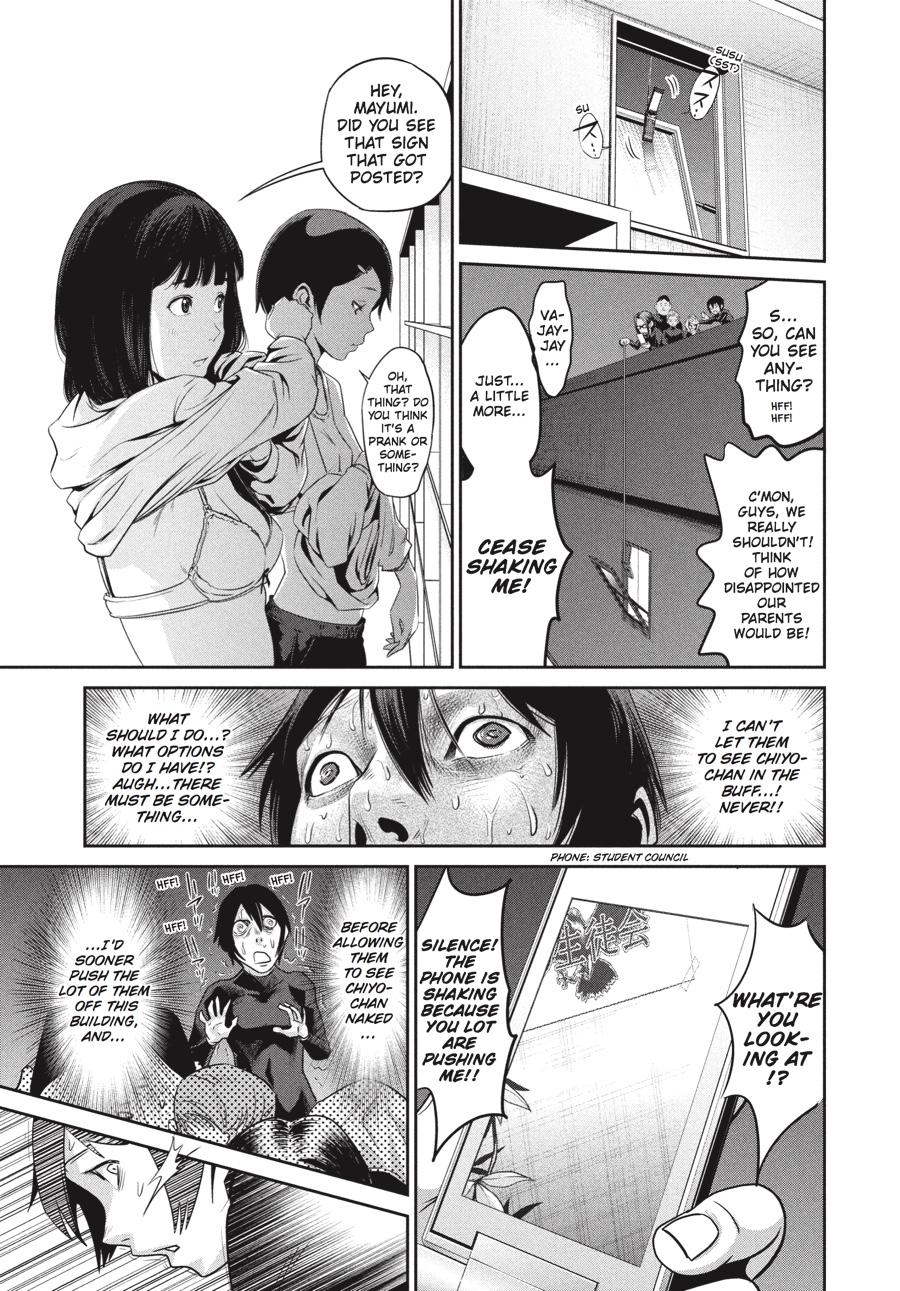 SUSU
(SST)
スス…
SU
ス…
HEY,
MAYUMI.
DID YOU SEE
THAT SIGN
THAT GOT
POSTED?
OH,
THAT
THING? DO
YOU THINK
IT'S A
PRANK OR
SOME-
THING?
S...
SO, CAN
YOU SEE
ANY-
THING?
HFF!
HFF!
C'MON,
GUYS, WE
REALLY
SHOULDN'T!
THINK
OF HOW
DISAPPOINTED
OUR
PARENTS
WOULD BE!
VA-
JAY-
JAY...
JUST...
A LITTLE
MORE...
CEASE
SHAKING
ME!
I CAN'T
LET THEM
TO SEE CHIYO-
CHAN IN THE
BUFF...!
NEVER!!
WHAT
SHOULD I DO...?
WHAT OPTIONS
DO I HAVE!?
AUGH...THERE
MUST BE SOME-
THING...
PHONE: STUDENT COUNCIL
生徒会
WHAT'RE
YOU
LOOK-
ING AT
!?
SILENCE!
THE
PHONE IS
SHAKING
BECAUSE
YOU LOT
ARE
PUSHING
ME!!
HFF!
HFF!
HFF!
HFF!
BEFORE
ALLOWING
THEM
TO SEE
CHIYO-
CHAN
NAKED
...
...I'D
SOONER
PUSH THE
LOT OF THEM
OFF THIS
BUILDING,
AND...